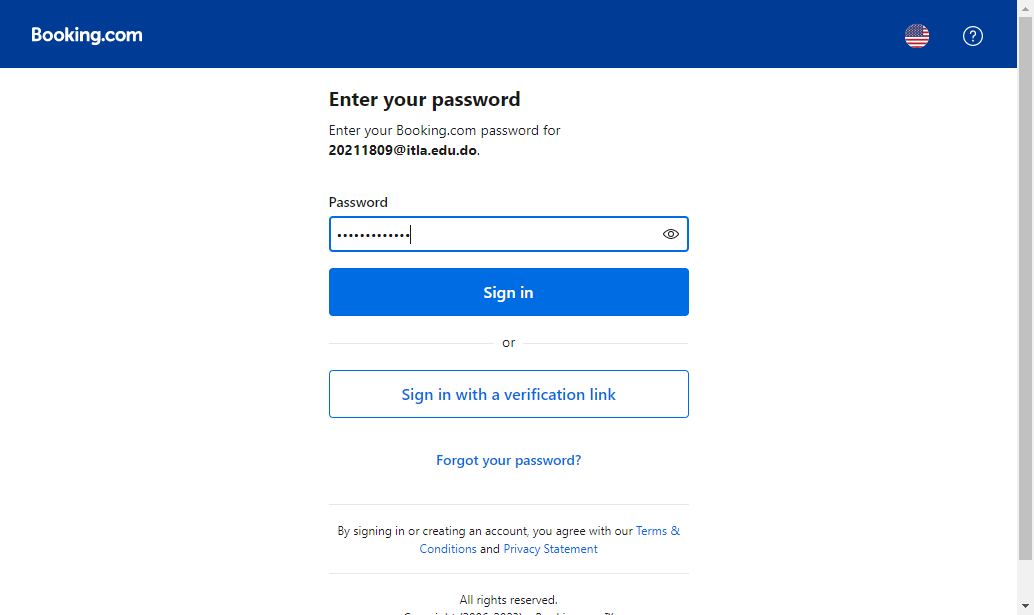 Booking.com
Enter your password
Enter your Booking.com password for
20211809@itla.edu.do.
Password
•••••••••••••
Sign in
or
Sign in with a verification link
Forgot your password?
By signing in or creating an account, you agree with our Terms &
Conditions and Privacy Statement
All rights reserved.